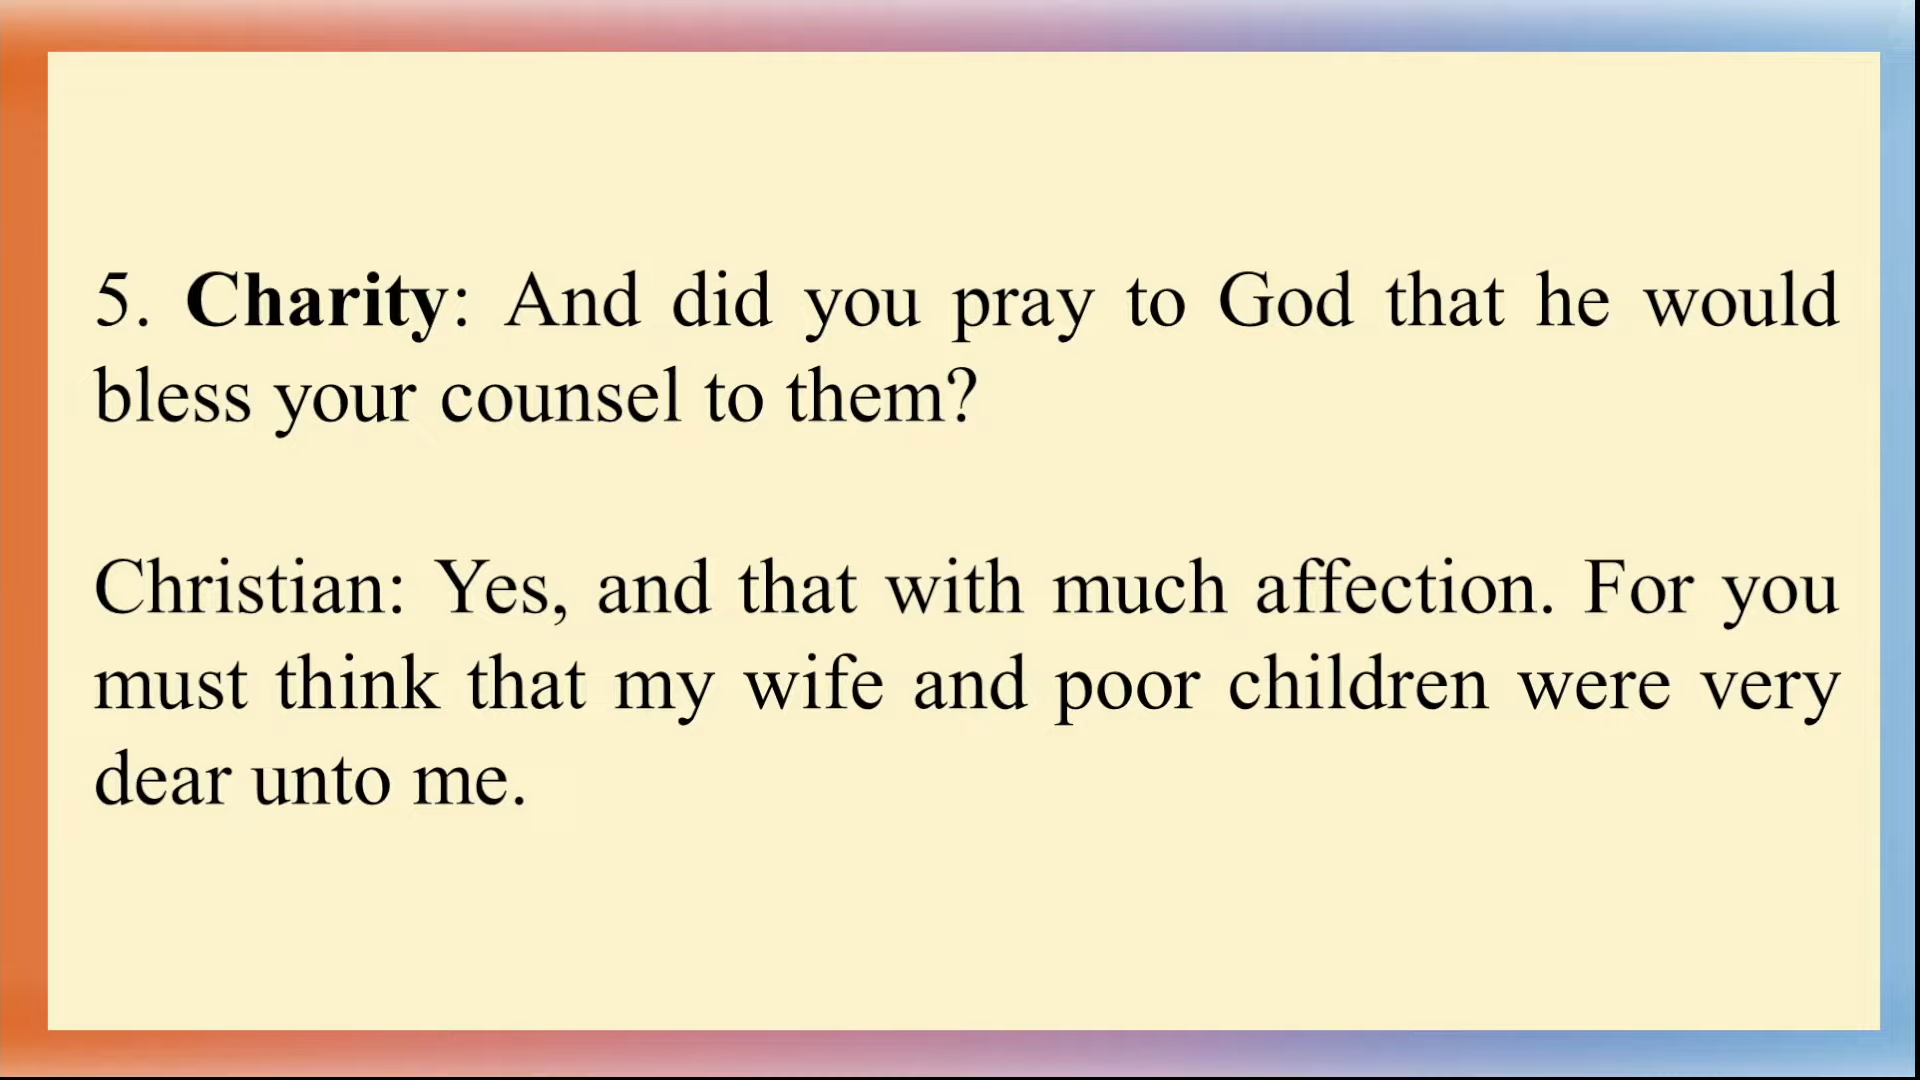 5. Charity: And did you pray to God that he would
bless your counsel to them?
Christian: Yes, and that with much affection. For you
must think that my wife and poor children were very
dear unto me.